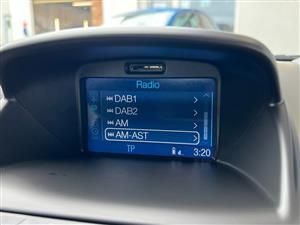 Radio
DAB1
DAB2
AM
AM-AST
TP 3:20